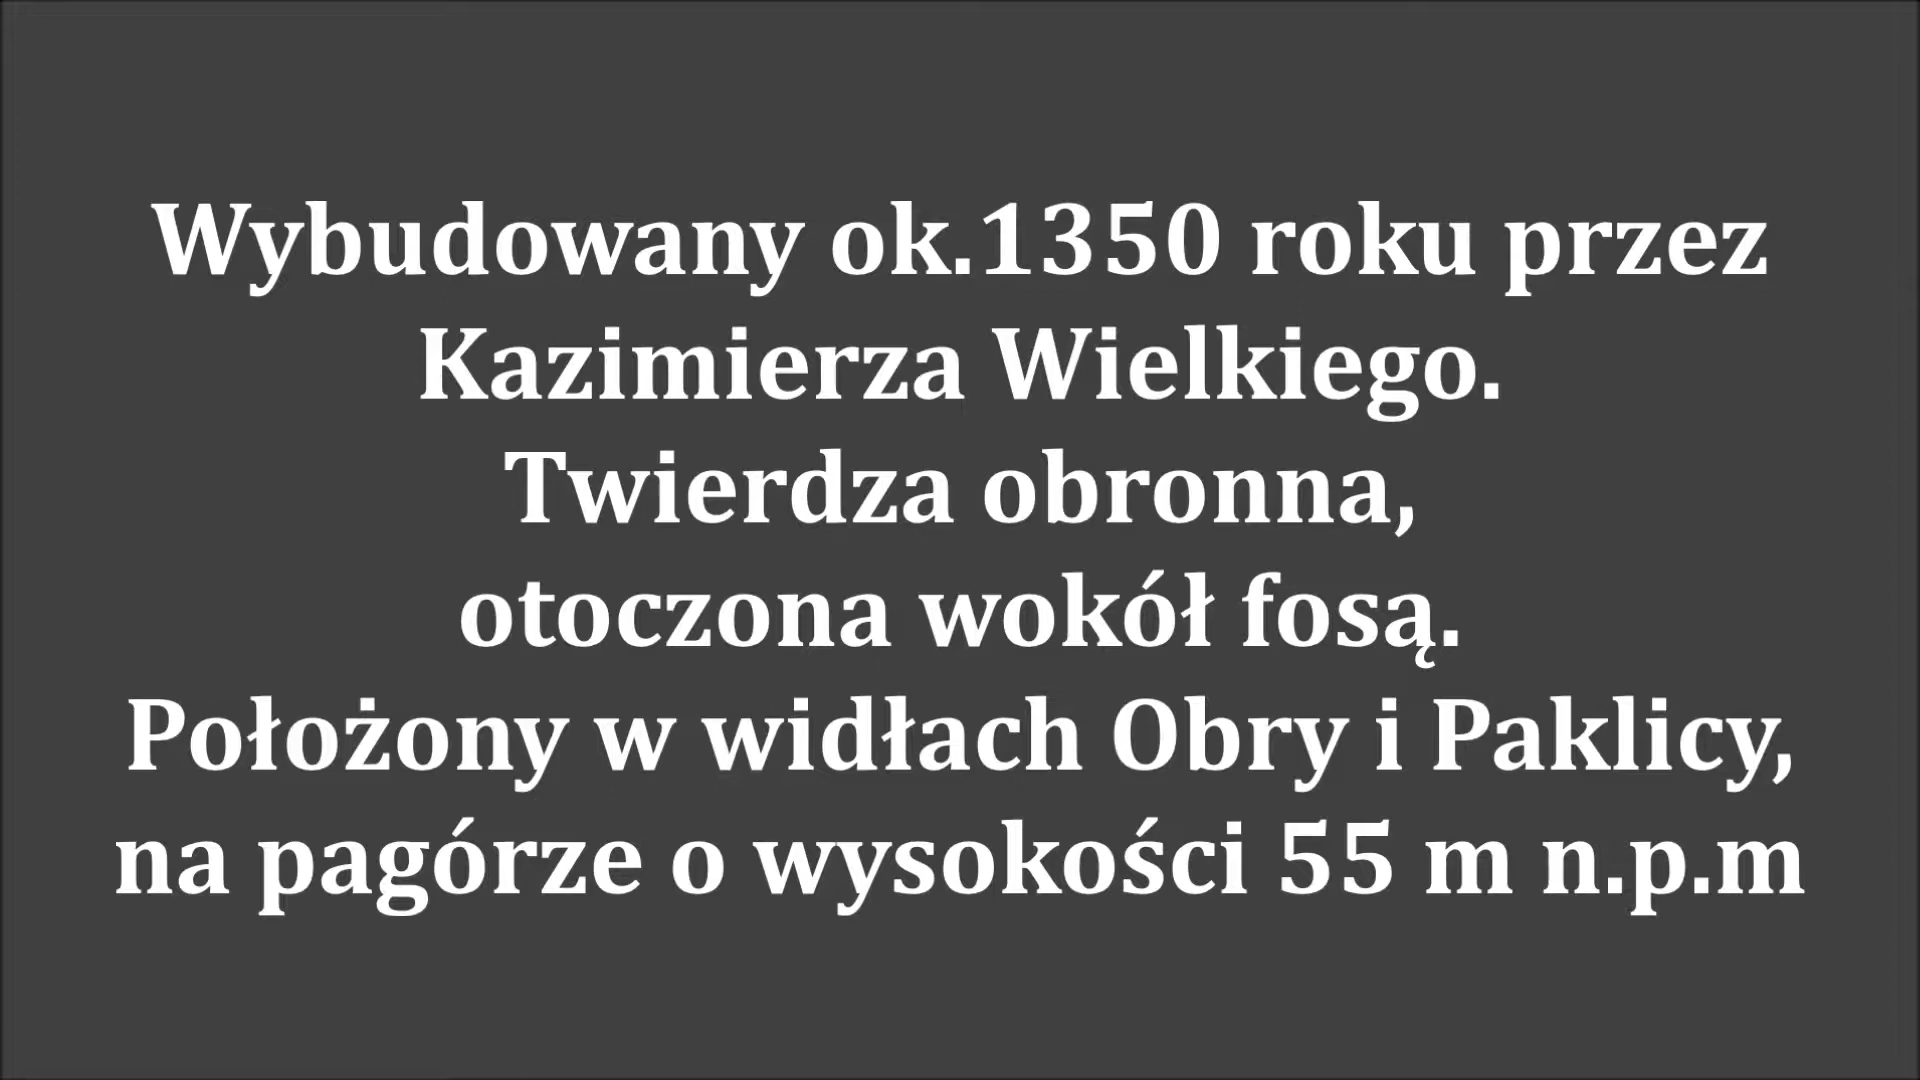 Wybudowany ok.1350 roku przez
Kazimierza Wielkiego.
Twierdza obronna,
otoczona wokół fosą.
Położony w widłach Obry i Paklicy,
na pagórze o wysokości 55 m n.p.m